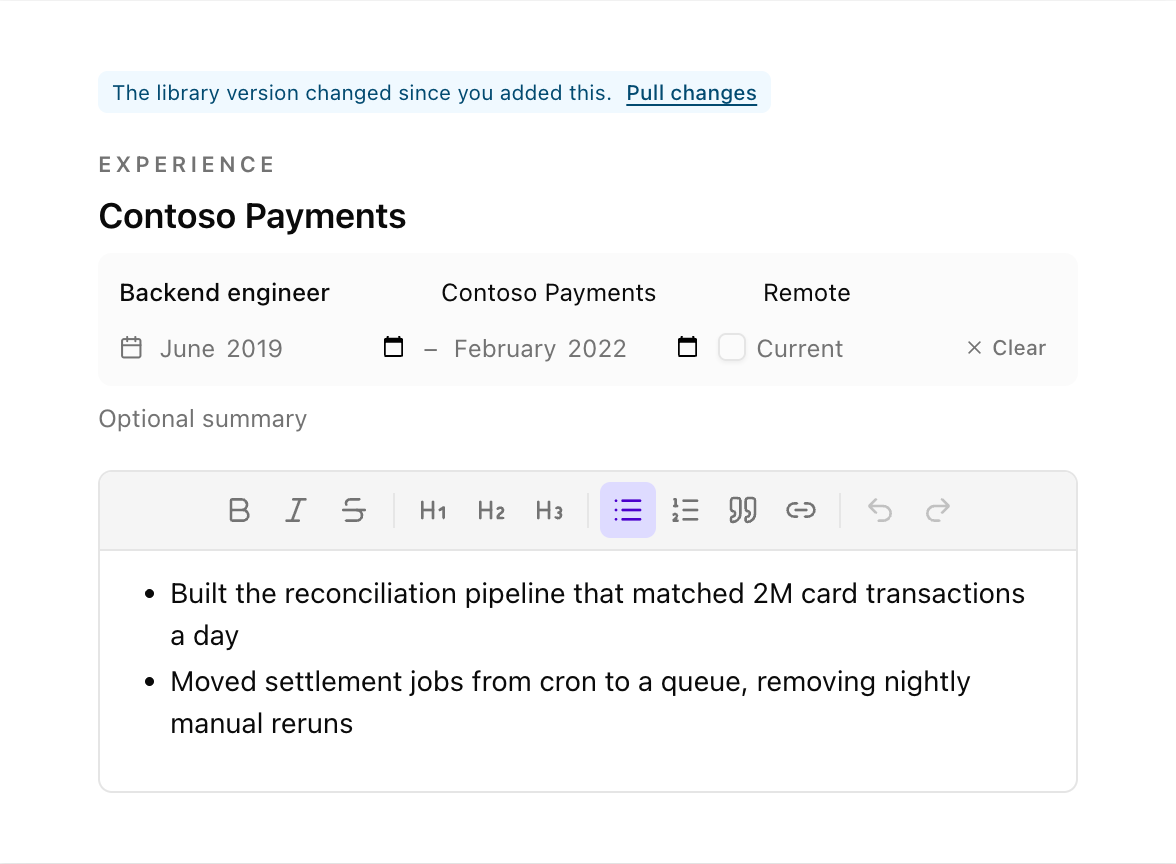 The library version changed since you added this. Pull changes
EXPERIENCE
Contoso Payments
Backend engineer Contoso Payments Remote
June 2019 – February 2022 Current Clear
Optional summary
B I S H1 H2 H3
Built the reconciliation pipeline that matched 2M card transactions
a day
Moved settlement jobs from cron to a queue, removing nightly
manual reruns